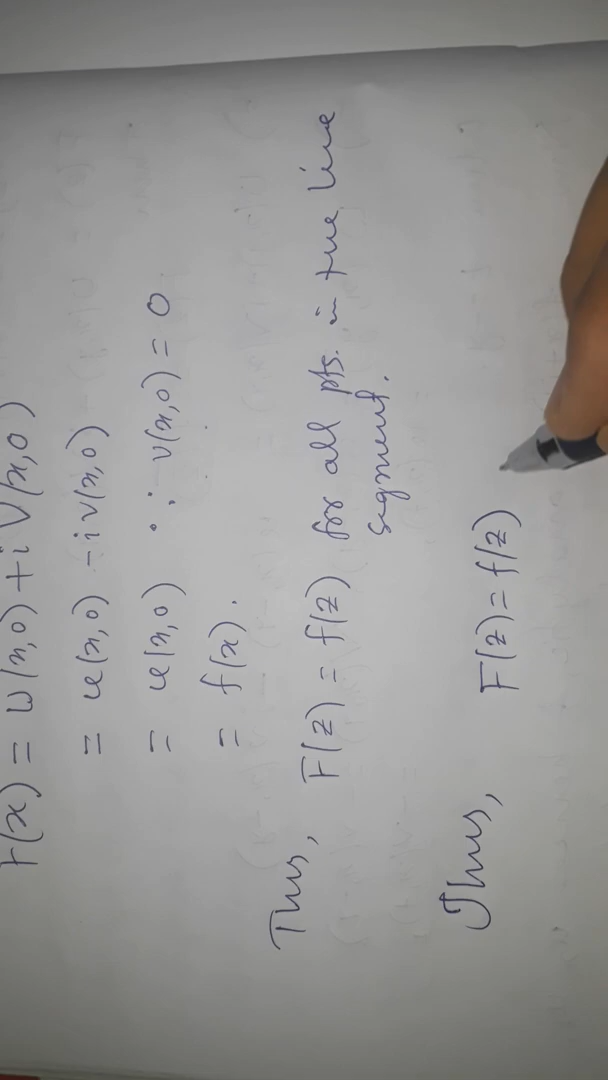 F(x) = U(x,0) + i V(x,0)
= u(x,0) - i v(x,0)
= u(x,0) ∵ v(x,0) = 0
= f(x).
Thus, F(z) = f(z) for all pts. in the line
segment.
Thus, F(z) = f(z)